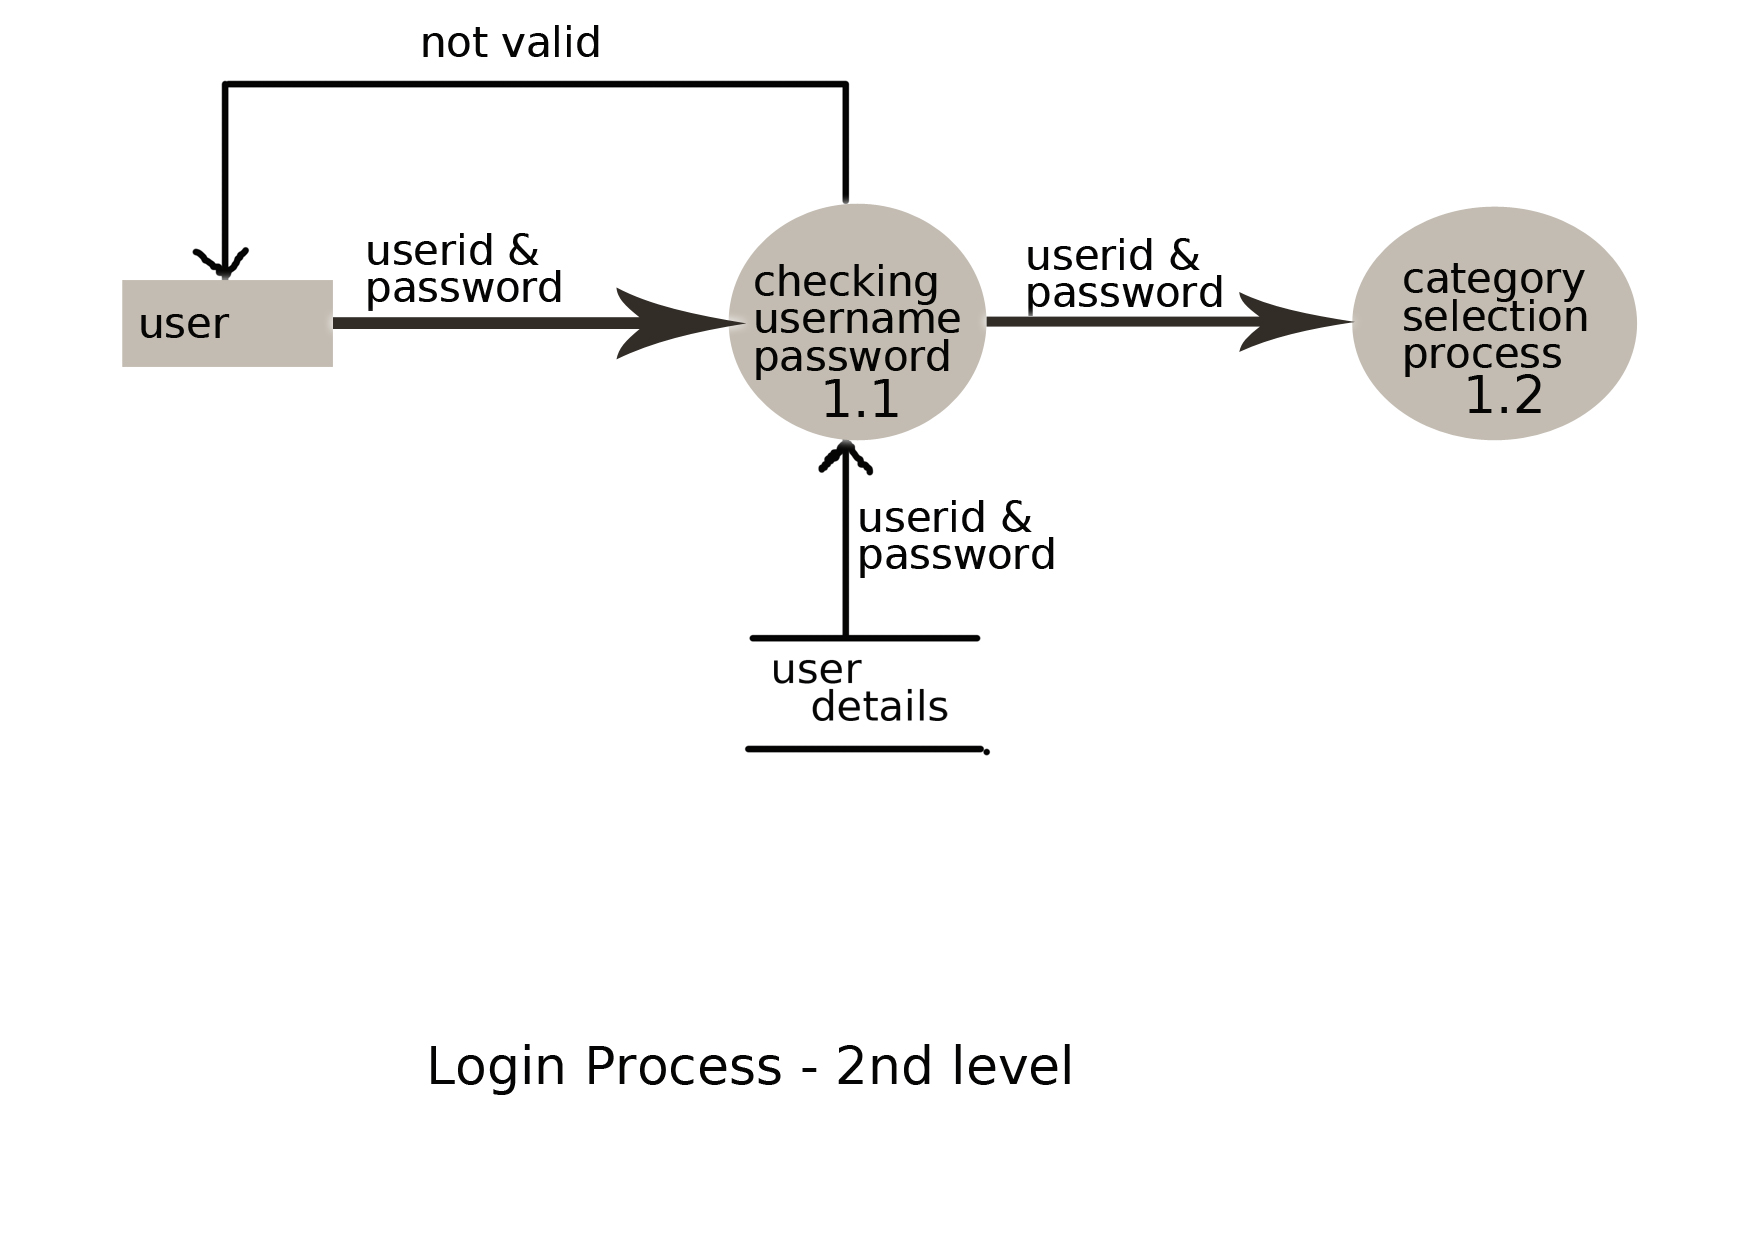 not valid
userid &
password
userid &
password
user
checking
username
password
1.1
category
selection
process
1.2
userid &
password
user
details
Login Process - 2nd level